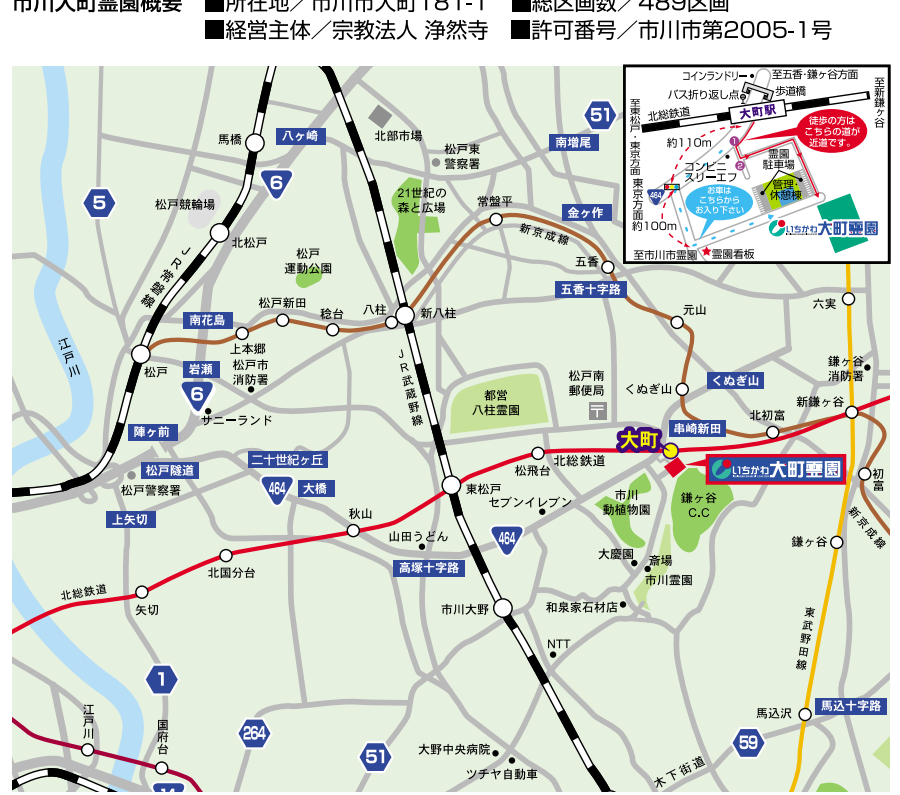 市川大町霊園概要 ■所在地／市川市大町181-1 ■総区画数／489区画
■経営主体／宗教法人 浄然寺 ■許可番号／市川市第2005-1号
コインランドリー
至五香・鎌ヶ谷方面
バス折り返し点
歩道橋
北総鉄道
大町駅
至新鎌ヶ谷
至東松戸・東京方面
東京方面
約110m
徒歩の方は
こちらの道が
近道です。
1
2
コンビニ
スリーエフ
霊園
駐車場
管理・
休憩棟
464
お車は
こちらから
お入り下さい
約100m
いちかわ大町霊園
至市川市霊園
★霊園看板
馬橋
八ヶ崎
6
北部市場
51
南増尾
松戸東
警察署
5
松戸競輪場
21世紀の
森と広場
常盤平
金ヶ作
新京成線
北松戸
JR常磐線
松戸
運動公園
五香
五香十字路
松戸新田
八柱
新八柱
元山
六実
南花島
稔台
江戸川
上本郷
松戸
岩瀬
松戸市
消防署
JR武蔵野線
鎌ヶ谷
消防署
6
サニーランド
都営
八柱霊園
松戸南
郵便局
〒
くぬぎ山
くぬぎ山
新鎌ヶ谷
北初富
串崎新田
陣ヶ前
大町
松飛台
北総鉄道
いちかわ大町霊園
初富
松戸隧道
松戸警察署
二十世紀ヶ丘
464
大橋
東松戸
セブンイレブン
市川
動植物園
鎌ヶ谷
C.C
新京成線
上矢切
秋山
山田うどん
464
鎌ヶ谷
北国分台
高塚十字路
大慶園
斎場
市川霊園
北総鉄道
矢切
市川大野
和泉家石材店
東武野田線
NTT
1
馬込沢
馬込十字路
江戸川
国府台
264
51
大野中央病院
ツチヤ自動車
59
木下街道
14